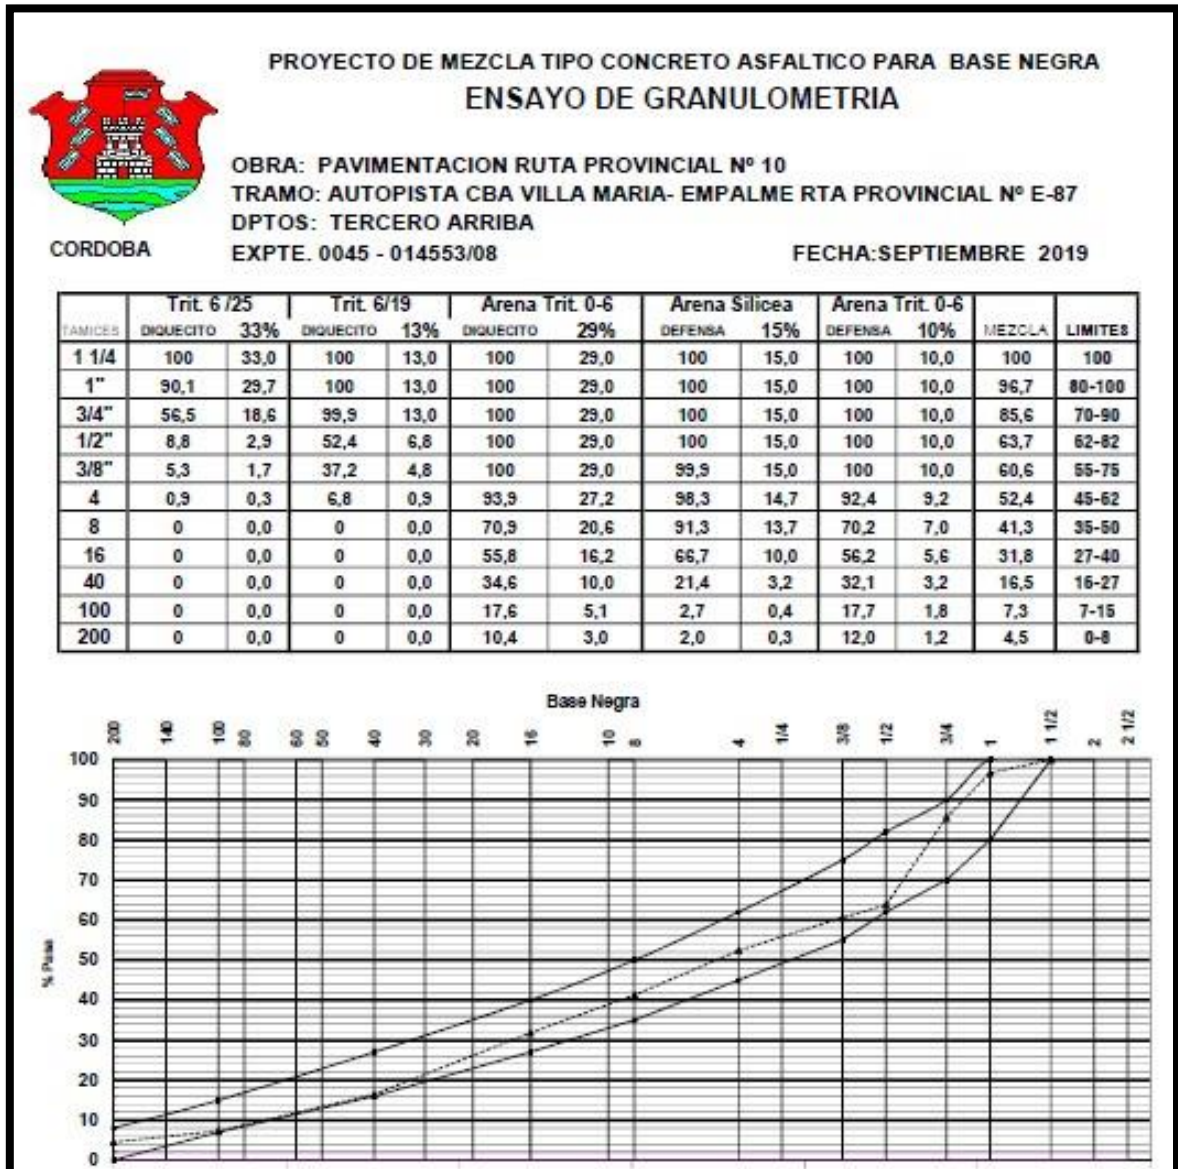 PROYECTO DE MEZCLA TIPO CONCRETO ASFALTICO PARA BASE NEGRA
ENSAYO DE GRANULOMETRIA
OBRA: PAVIMENTACION RUTA PROVINCIAL Nº 10
TRAMO: AUTOPISTA CBA VILLA MARIA- EMPALME RTA PROVINCIAL Nº E-87
DPTOS: TERCERO ARRIBA
CORDOBA
EXPTE. 0045 - 014553/08 FECHA:SEPTIEMBRE 2019
Trit. 6 /25 Trit. 6/19 Arena Trit. 0-6 Arena Silicea Arena Trit. 0-6
TAMICES DIQUECITO 33% DIQUECITO 13% DIQUECITO 29% DEFENSA 15% DEFENSA 10% MEZCLA LIMITES
1 1/4 100 33,0 100 13,0 100 29,0 100 15,0 100 10,0 100 100
1" 90,1 29,7 100 13,0 100 29,0 100 15,0 100 10,0 96,7 80-100
3/4" 56,5 18,6 99,9 13,0 100 29,0 100 15,0 100 10,0 85,6 70-90
1/2" 8,8 2,9 52,4 6,8 100 29,0 100 15,0 100 10,0 63,7 62-82
3/8" 5,3 1,7 37,2 4,8 100 29,0 99,9 15,0 100 10,0 60,6 55-75
4 0,9 0,3 6,8 0,9 93,9 27,2 98,3 14,7 92,4 9,2 52,4 45-62
8 0 0,0 0 0,0 70,9 20,6 91,3 13,7 70,2 7,0 41,3 35-50
16 0 0,0 0 0,0 55,8 16,2 66,7 10,0 56,2 5,6 31,8 27-40
40 0 0,0 0 0,0 34,6 10,0 21,4 3,2 32,1 3,2 16,5 16-27
100 0 0,0 0 0,0 17,6 5,1 2,7 0,4 17,7 1,8 7,3 7-15
200 0 0,0 0 0,0 10,4 3,0 2,0 0,3 12,0 1,2 4,5 0-8
Base Negra
200 140 100 80 60 50 40 30 20 16 10 8 4 1/4 3/8 1/2 3/4 1 1 1/2 2 2 1/2
100
90
80
70
60
50
40
30
20
10
0
% Pasa